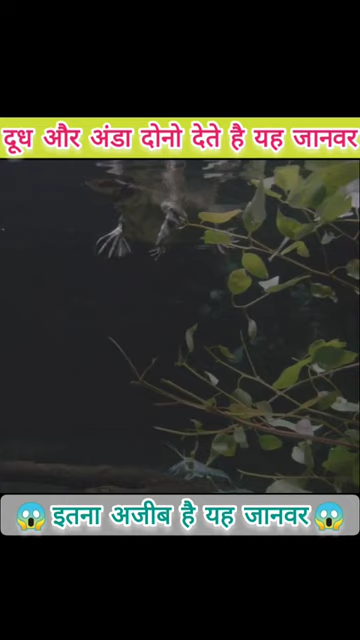 दूध और अंडा दोनो देते है यह जानवर
😱 इतना अजीब है यह जानवर 😱